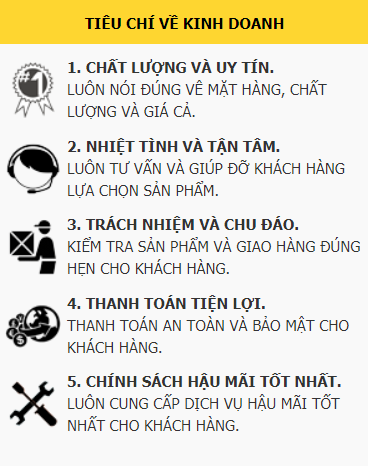 TIÊU CHÍ VỀ KINH DOANH
1
1. CHẤT LƯỢNG VÀ UY TÍN.
LUÔN NÓI ĐÚNG VỀ MẶT HÀNG, CHẤT
LƯỢNG VÀ GIÁ CẢ.
2. NHIỆT TÌNH VÀ TẬN TÂM.
LUÔN TƯ VẤN VÀ GIÚP ĐỠ KHÁCH HÀNG
LỰA CHỌN SẢN PHẨM.
3. TRÁCH NHIỆM VÀ CHU ĐÁO.
KIỂM TRA SẢN PHẨM VÀ GIAO HÀNG ĐÚNG
HẸN CHO KHÁCH HÀNG.
4. THANH TOÁN TIỆN LỢI.
THANH TOÁN AN TOÀN VÀ BẢO MẬT CHO
KHÁCH HÀNG.
$
5. CHÍNH SÁCH HẬU MÃI TỐT NHẤT.
LUÔN CUNG CẤP DỊCH VỤ HẬU MÃI TỐT
NHẤT CHO KHÁCH HÀNG.